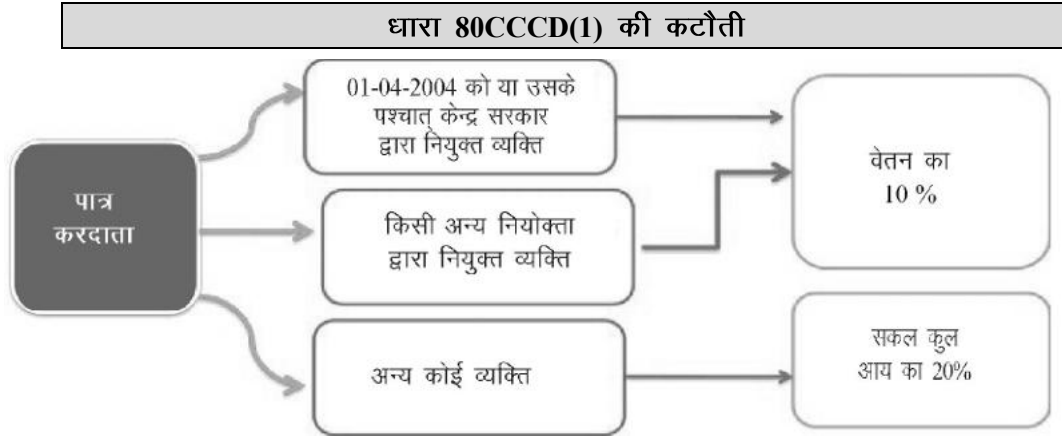 धारा 80CCCD(1) की कटौती
01-04-2004 को या उसके
पश्चात् केन्द्र सरकार
द्वारा नियुक्त व्यक्ति
वेतन का
10 %
पात्र
करदाता
किसी अन्य नियोक्ता
द्वारा नियुक्त व्यक्ति
अन्य कोई व्यक्ति
सकल कुल
आय का 20%